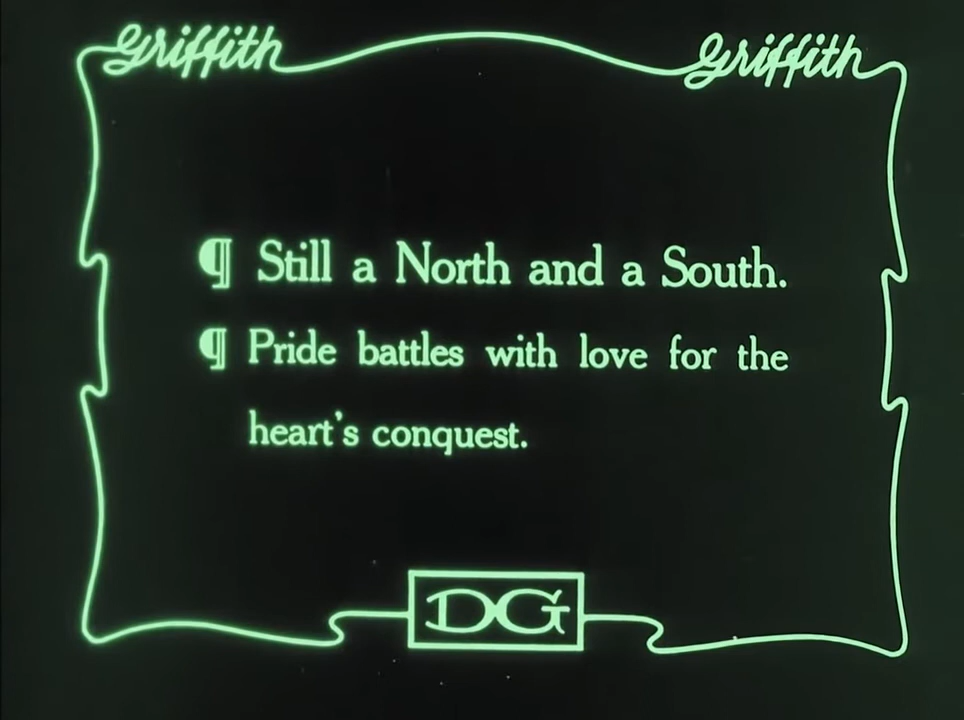 Griffith Griffith
¶ Still a North and a South.
¶ Pride battles with love for the
heart's conquest.
DG